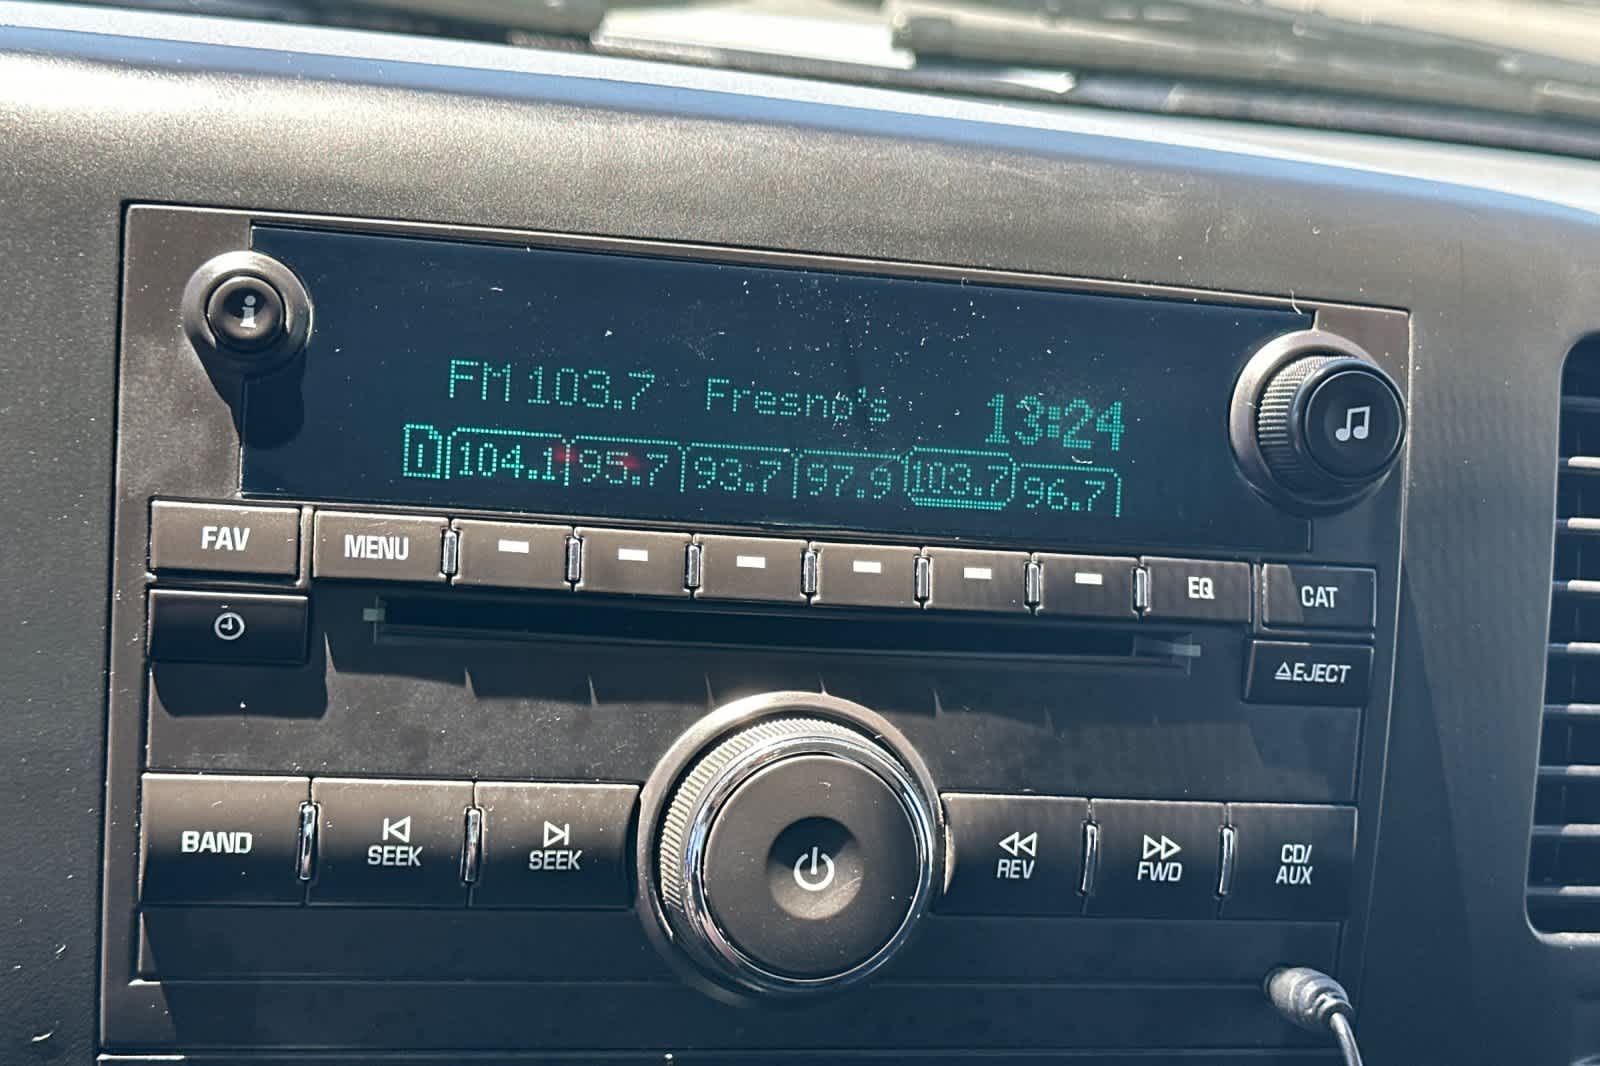 i
FM 103.7 Fresno's 13:24
1 104.1 95.7 93.7 97.9 103.7 96.7
FAV MENU EQ CAT
EJECT
BAND SEEK SEEK REV FWD CD/
AUX